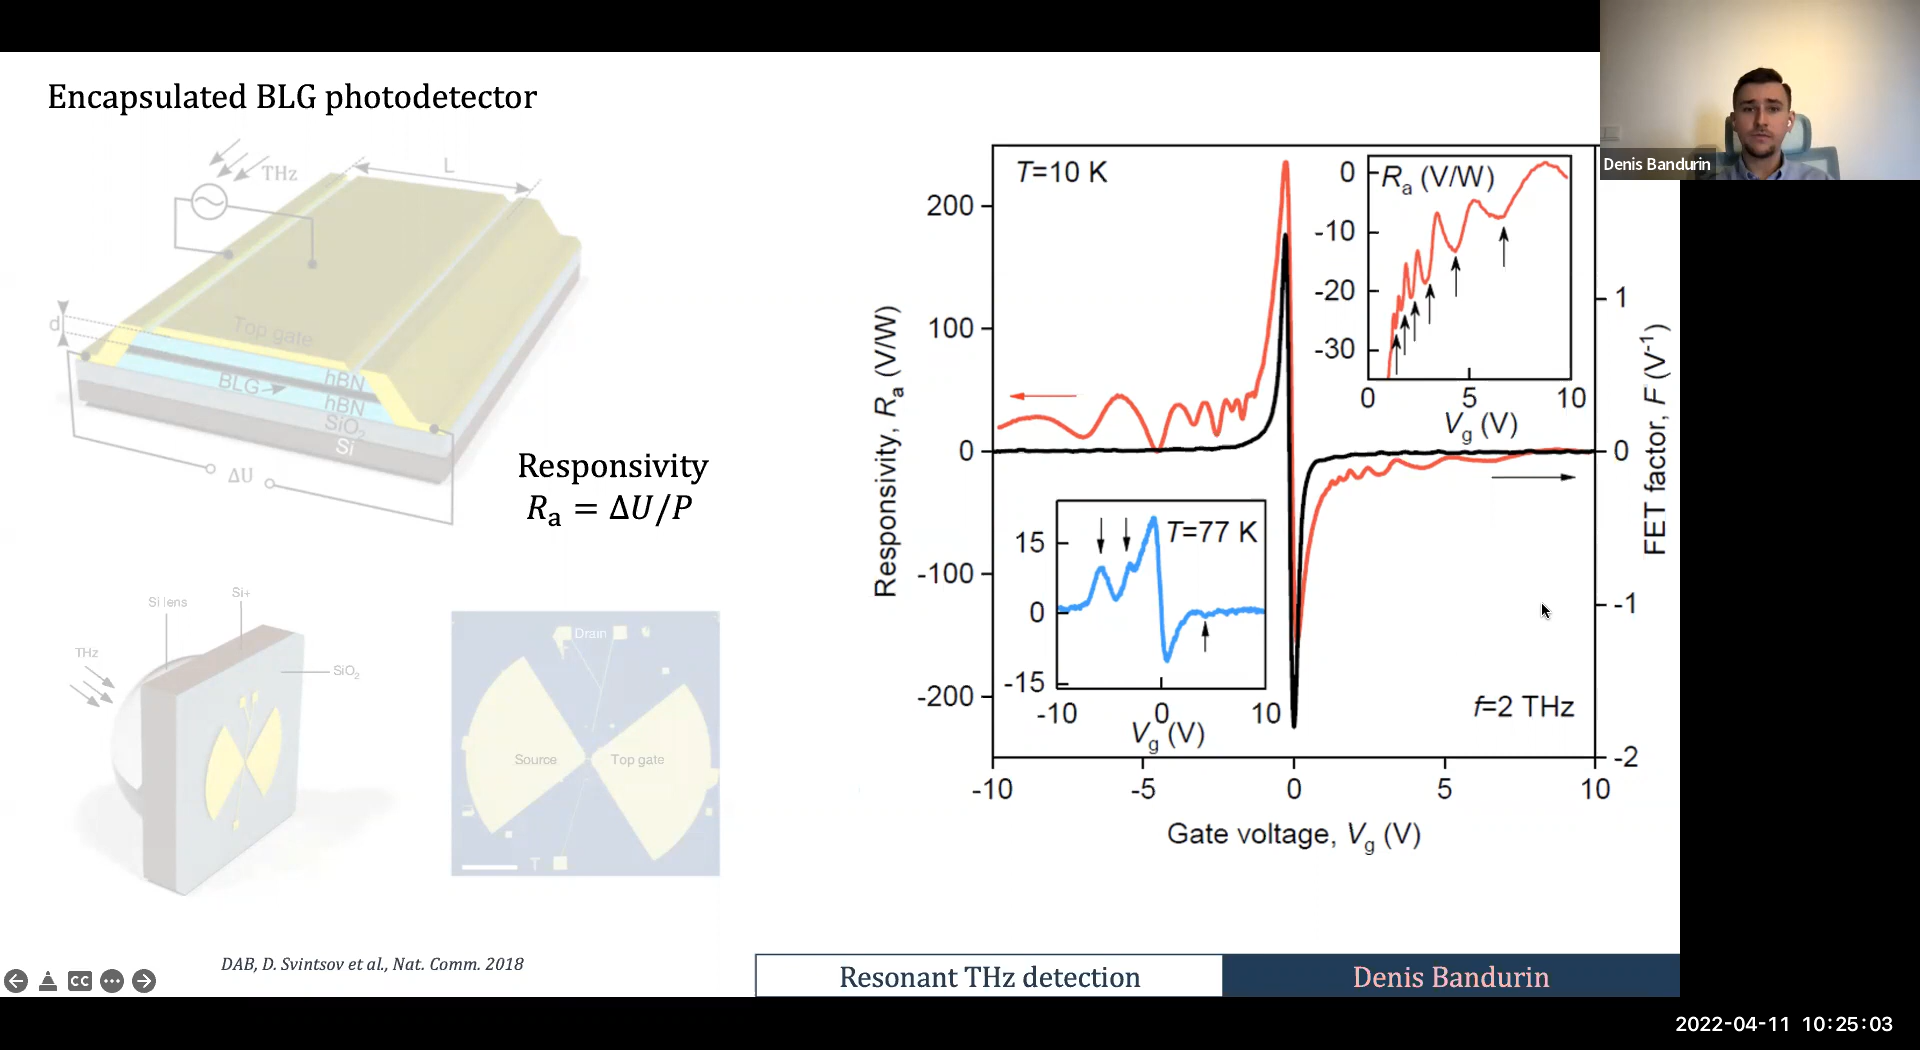 Encapsulated BLG photodetector
THz
L
d
Top gate
hBN
BLG
hBN
SiO₂
Si
ΔU
Responsivity
Rₐ = ΔU/P
Si lens
Si+
THz
SiO₂
Drain
Source
Top gate
T
DAB, D. Svintsov et al., Nat. Comm. 2018
T=10 K
200
100
0
-100
-200
Responsivity, Rₐ (V/W)
-10
-5
0
5
10
Gate voltage, V_g (V)
1
0
-1
-2
FET factor, F (V⁻¹)
f=2 THz
0
-10
-20
-30
Rₐ (V/W)
0
5
10
V_g (V)
15
0
-15
T=77 K
-10
0
10
V_g (V)
Resonant THz detection
Denis Bandurin
Denis Bandurin
CC
2022-04-11 10:25:03